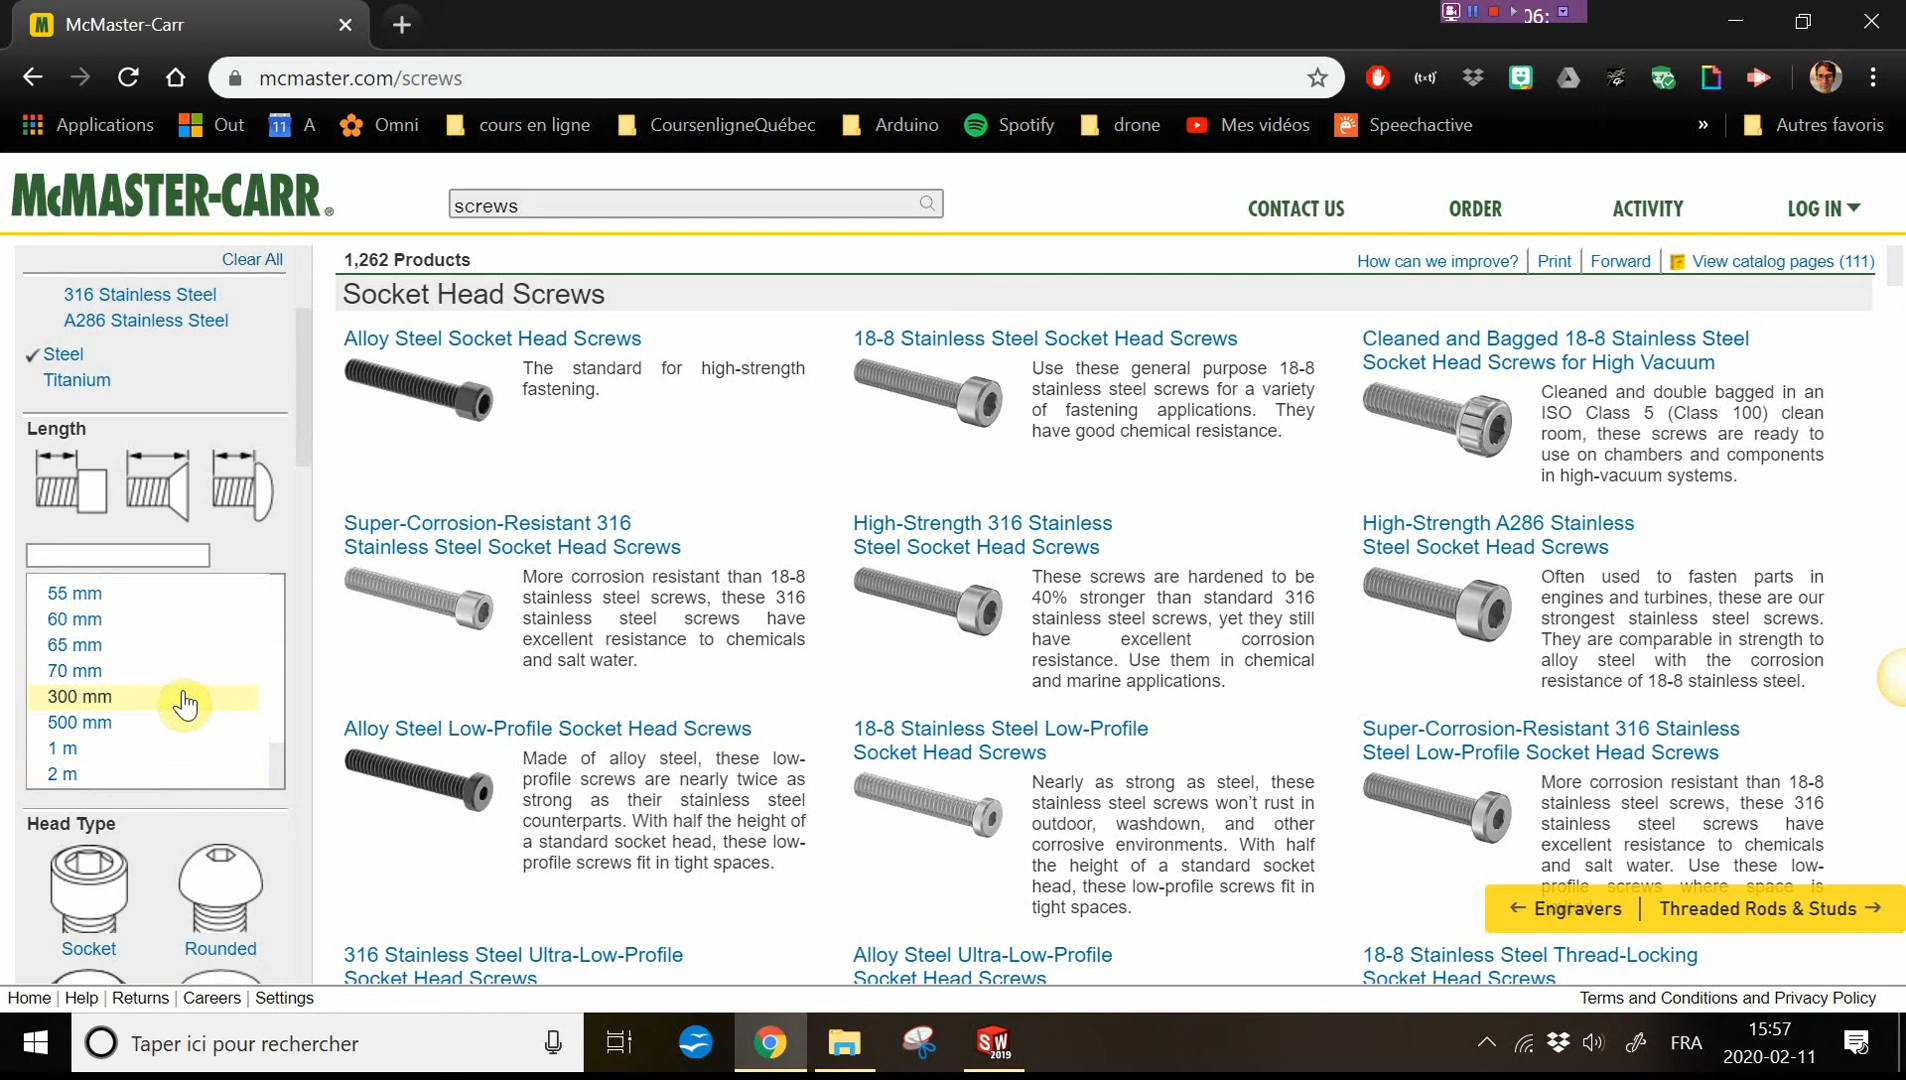 McMaster-Carr
06:
mcmaster.com/screws
Applications
Out
11
A
Omni
cours en ligne
CoursenligneQuébec
Arduino
Spotify
drone
Mes vidéos
Speechactive
»
Autres favoris
McMASTER-CARR®
screws
CONTACT US
ORDER
ACTIVITY
LOG IN
Clear All
316 Stainless Steel
A286 Stainless Steel
Steel
Titanium
Length
55 mm
60 mm
65 mm
70 mm
300 mm
500 mm
1 m
2 m
Head Type
Socket
Rounded
1,262 Products
How can we improve? | Print | Forward | View catalog pages (111)
Socket Head Screws
Alloy Steel Socket Head Screws
The standard for high-strength
fastening.
18-8 Stainless Steel Socket Head Screws
Use these general purpose 18-8
stainless steel screws for a variety
of fastening applications. They
have good chemical resistance.
Cleaned and Bagged 18-8 Stainless Steel
Socket Head Screws for High Vacuum
Cleaned and double bagged in an
ISO Class 5 (Class 100) clean
room, these screws are ready to
use on chambers and components
in high-vacuum systems.
Super-Corrosion-Resistant 316
Stainless Steel Socket Head Screws
More corrosion resistant than 18-8
stainless steel screws, these 316
stainless steel screws have
excellent resistance to chemicals
and salt water.
High-Strength 316 Stainless
Steel Socket Head Screws
These screws are hardened to be
40% stronger than standard 316
stainless steel screws, yet they still
have excellent corrosion
resistance. Use them in chemical
and marine applications.
High-Strength A286 Stainless
Steel Socket Head Screws
Often used to fasten parts in
engines and turbines, these are our
strongest stainless steel screws.
They are comparable in strength to
alloy steel with the corrosion
resistance of 18-8 stainless steel.
Alloy Steel Low-Profile Socket Head Screws
Made of alloy steel, these low-
profile screws are nearly twice as
strong as their stainless steel
counterparts. With half the height of
a standard socket head, these low-
profile screws fit in tight spaces.
18-8 Stainless Steel Low-Profile
Socket Head Screws
Nearly as strong as steel, these
stainless steel screws won't rust in
outdoor, washdown, and other
corrosive environments. With half
the height of a standard socket
head, these low-profile screws fit in
tight spaces.
Super-Corrosion-Resistant 316 Stainless
Steel Low-Profile Socket Head Screws
More corrosion resistant than 18-8
stainless steel screws, these 316
stainless steel screws have
excellent resistance to chemicals
and salt water. Use these low-
profile screws where space is
← Engravers | Threaded Rods & Studs →
316 Stainless Steel Ultra-Low-Profile
Socket Head Screws
Alloy Steel Ultra-Low-Profile
Socket Head Screws
18-8 Stainless Steel Thread-Locking
Socket Head Screws
Home | Help | Returns | Careers | Settings
Terms and Conditions and Privacy Policy
Taper ici pour rechercher
SW
2019
FRA
15:57
2020-02-11